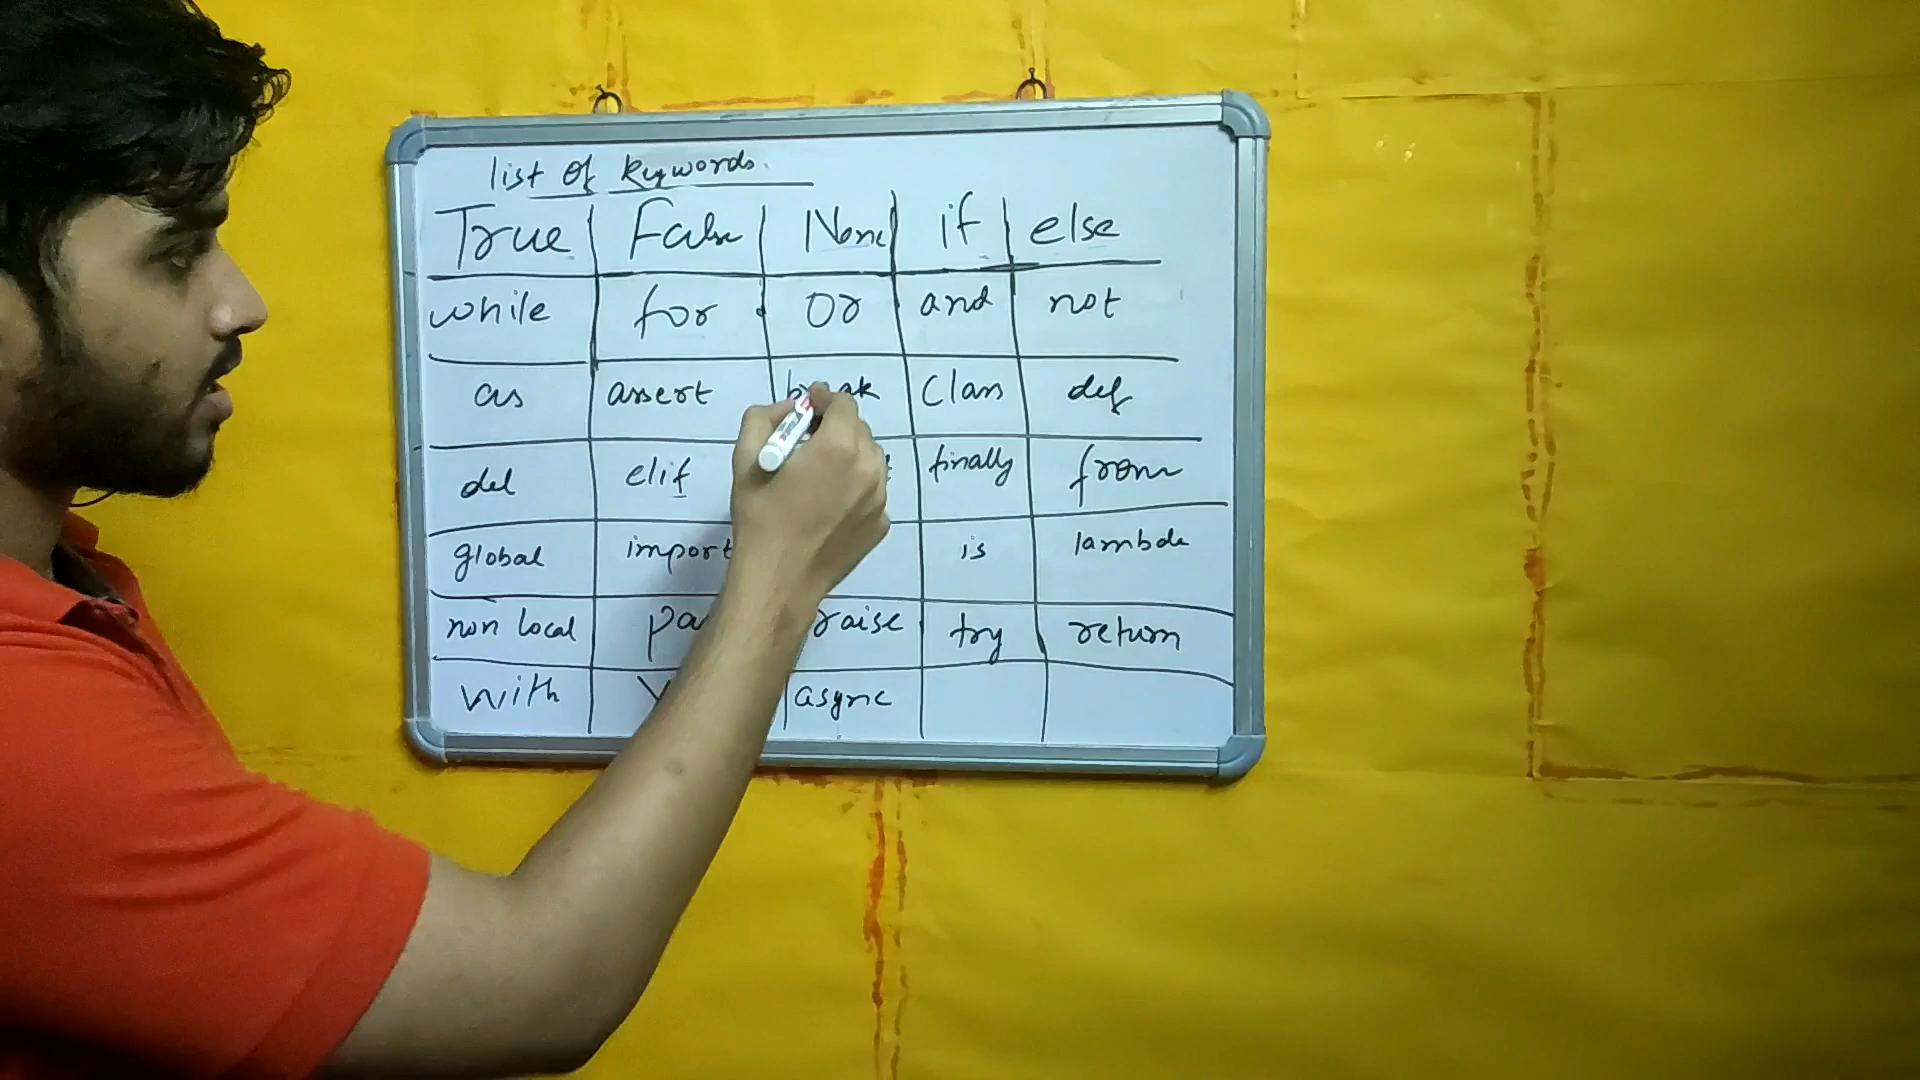 list of keywords.
True False None if else
while for or and not
as assert break class def
del elif finally from
global import is lambda
non local raise try return
with async